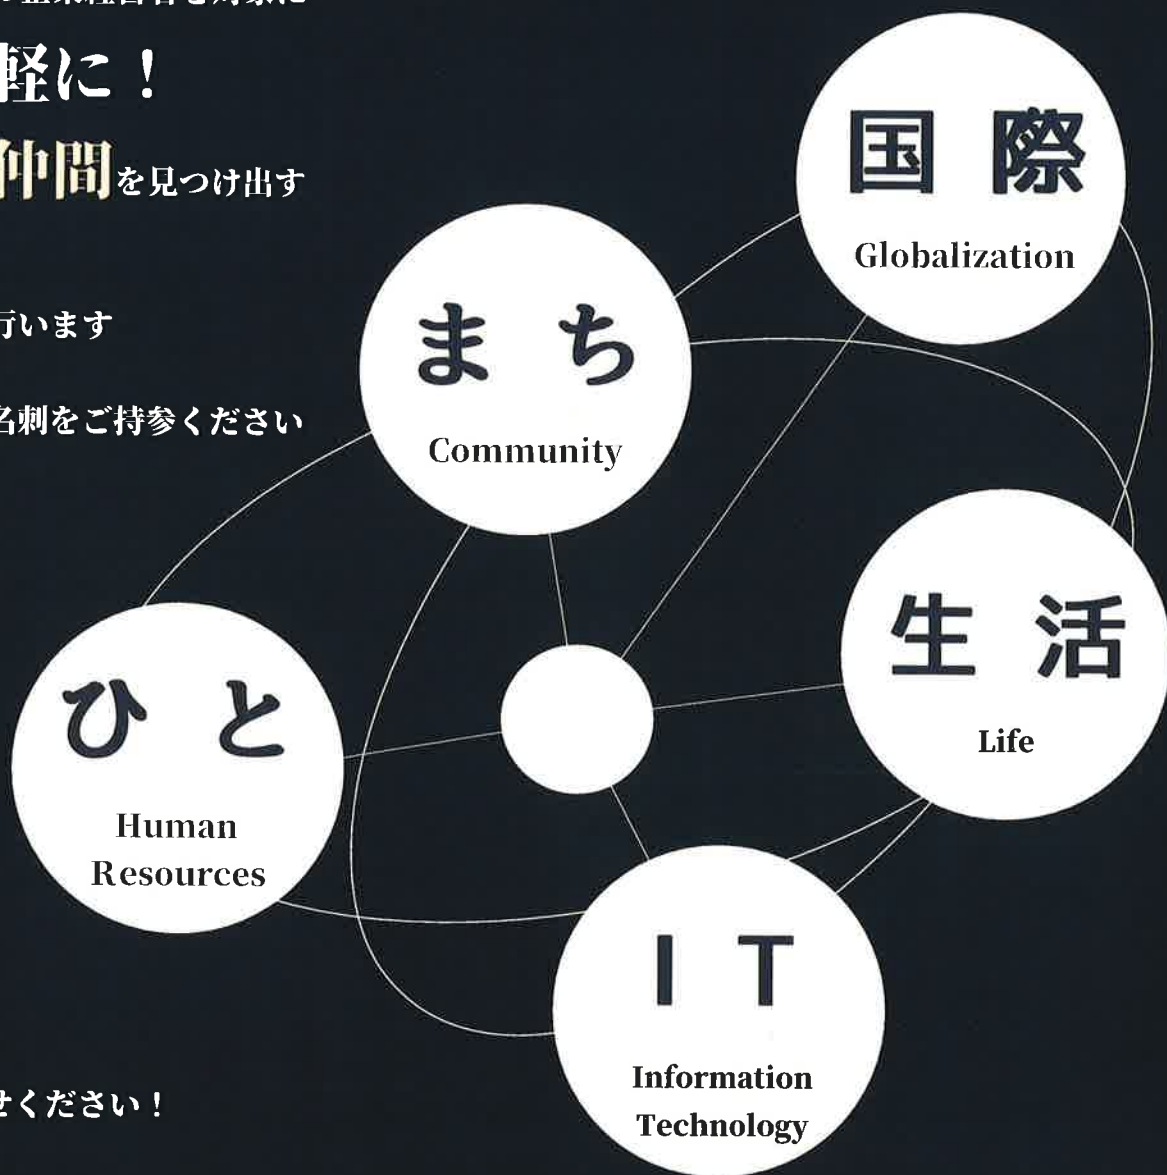 軽に！
仲間を見つけ出す
行います
名刺をご持参ください
せください！
国際
Globalization
まち
Community
生活
Life
ひと
Human
Resources
IT
Information
Technology